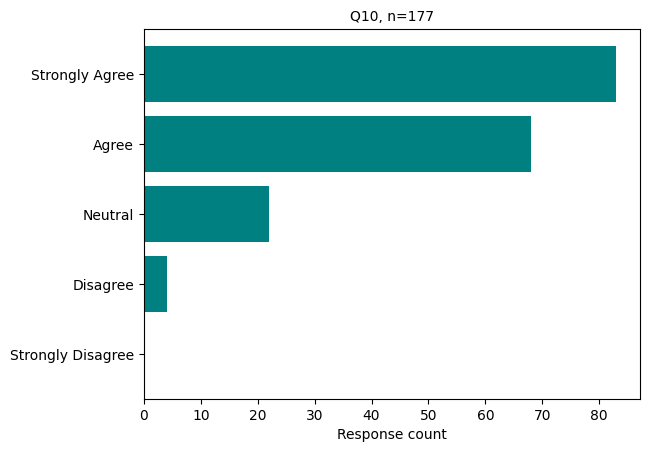 Q10, n=177
Strongly Agree
Agree
Neutral
Disagree
Strongly Disagree
0 10 20 30 40 50 60 70 80
Response count